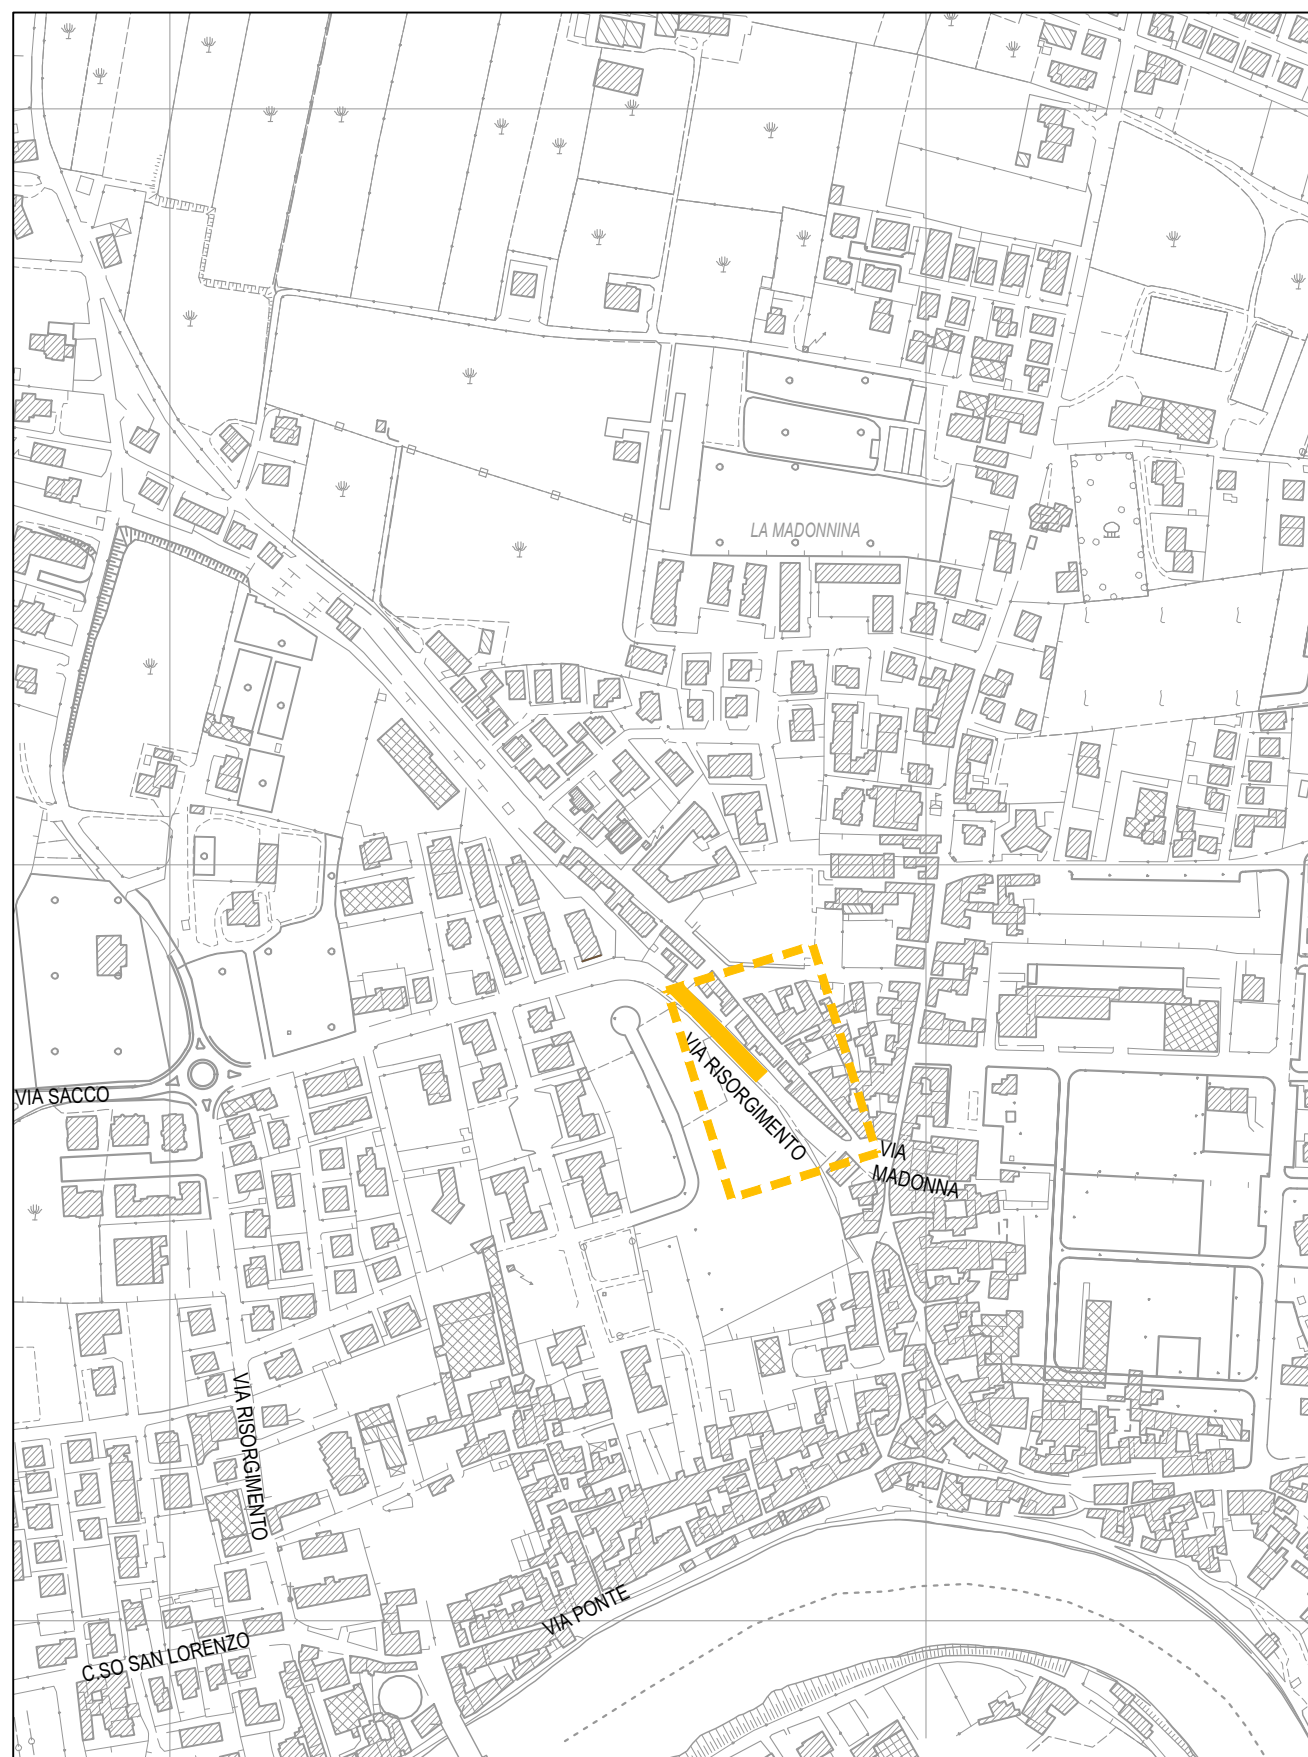 LA MADONNINA
VIA RISORGIMENTO
VIA SACCO
VIA
MADONNA
VIA RISORGIMENTO
VIA PONTE
C.SO SAN LORENZO